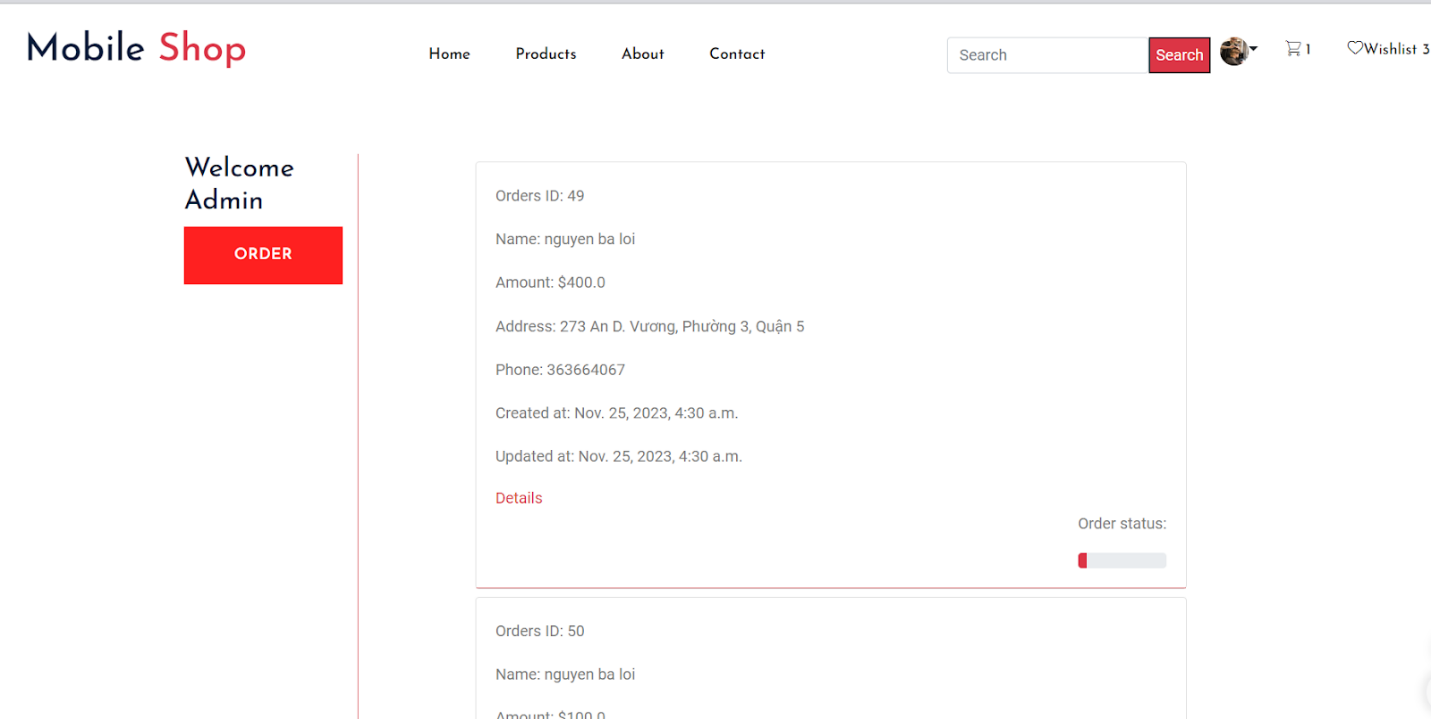 Mobile Shop
Home Products About Contact
Search Search 1 Wishlist 3
Welcome
Admin
ORDER
Orders ID: 49
Name: nguyen ba loi
Amount: $400.0
Address: 273 An D. Vương, Phường 3, Quận 5
Phone: 363664067
Created at: Nov. 25, 2023, 4:30 a.m.
Updated at: Nov. 25, 2023, 4:30 a.m.
Details
Order status:
Orders ID: 50
Name: nguyen ba loi
Amount: $100.0